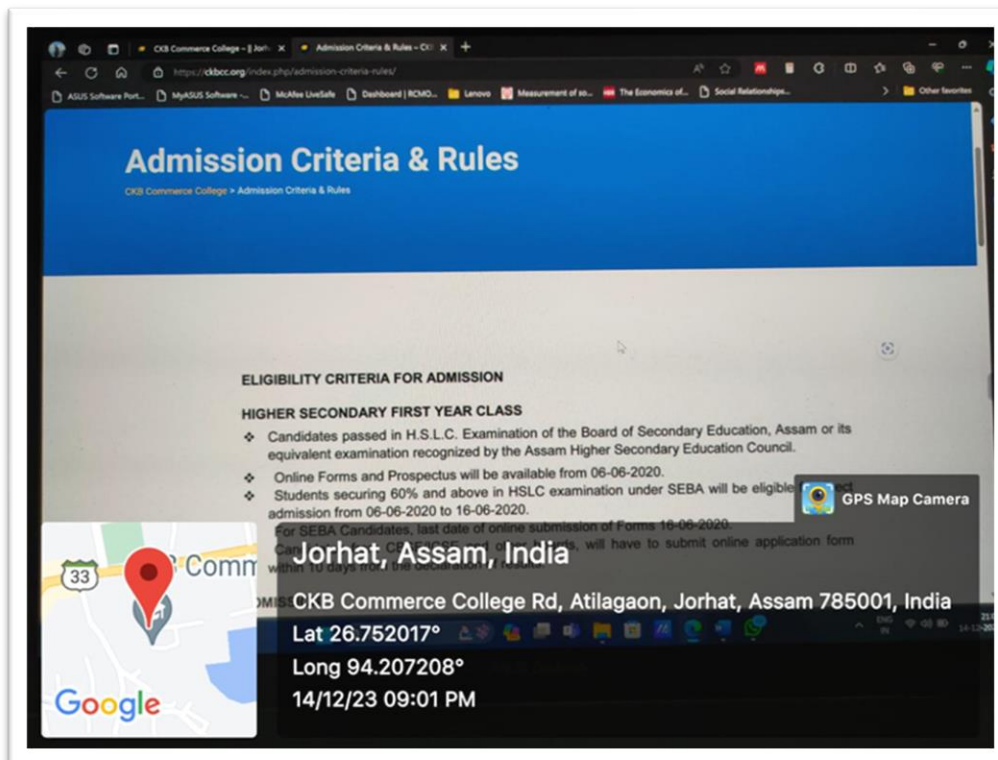 CKB Commerce College – || Jorh
Admission Criteria & Rules – CK
https://ckbcc.org/index.php/admission-criteria-rules/
ASUS Software Port...
MyASUS Software -...
McAfee LiveSafe
Dashboard | RCMO...
Lenovo
Measurement of so...
The Economics of...
Social Relationships...
Other favorites
Admission Criteria & Rules
CKB Commerce College > Admission Criteria & Rules
ELIGIBILITY CRITERIA FOR ADMISSION
HIGHER SECONDARY FIRST YEAR CLASS
❖ Candidates passed in H.S.L.C. Examination of the Board of Secondary Education, Assam or its
equivalent examination recognized by the Assam Higher Secondary Education Council.
❖ Online Forms and Prospectus will be available from 06-06-2020.
❖ Students securing 60% and above in HSLC examination under SEBA will be eligible
admission from 06-06-2020 to 16-06-2020.
For SEBA Candidates, last date of online submission of Forms 16-06-2020.
will have to submit online application form
within 10 days from the declaration of results.
GPS Map Camera
33
Comm
Google
Jorhat, Assam, India
CKB Commerce College Rd, Atilagaon, Jorhat, Assam 785001, India
Lat 26.752017°
Long 94.207208°
14/12/23 09:01 PM
ENG
IN